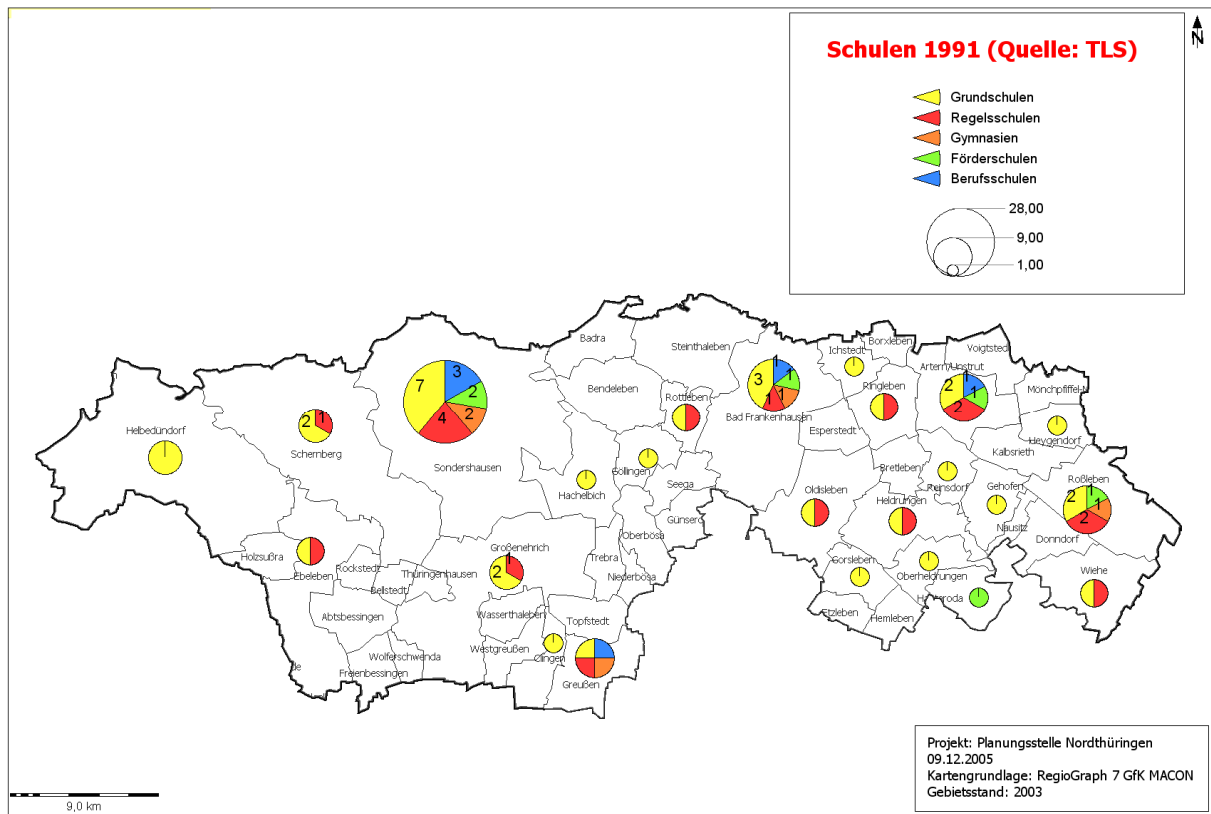 Schulen 1991 (Quelle: TLS)
N
Grundschulen
Regelsschulen
Gymnasien
Förderschulen
Berufsschulen
28,00
9,00
1,00
Badra
Steinthaleben
Ichstedt
Borxleben
Voigtstedt
Artern/Unstrut
Mönchpfiffel-N
Bendeleben
Rottleben
Ringleben
Bad Frankenhausen
Esperstedt
Heygendorf
Kalbsrieth
Helbedündorf
Schernberg
Sondershausen
Göllingen
Hachelbich
Seega
Bretleben
Reinsdorf
Gehofen
Roßleben
Oldisleben
Heldrungen
Nausitz
Donndorf
Günsero
Oberbösa
Großenehrich
Trebra
Holzsußra
Ebeleben
Rockstedt
Thüringenhausen
Bellstedt
Niederbösa
Gorsleben
Oberheldrungen
Wiehe
Etzleben
Hemleben
Abtsbessingen
Wasserthaleben
Topfstedt
Wolferschwenda
Westgreußen
Clingen
Freienbessingen
Greußen
de
7
3
2
2
4
2
1
3
1
1
1
1
2
1
1
2
2
1
1
2
2
1
Projekt: Planungsstelle Nordthüringen
09.12.2005
Kartengrundlage: RegioGraph 7 GfK MACON
Gebietsstand: 2003
9,0 km